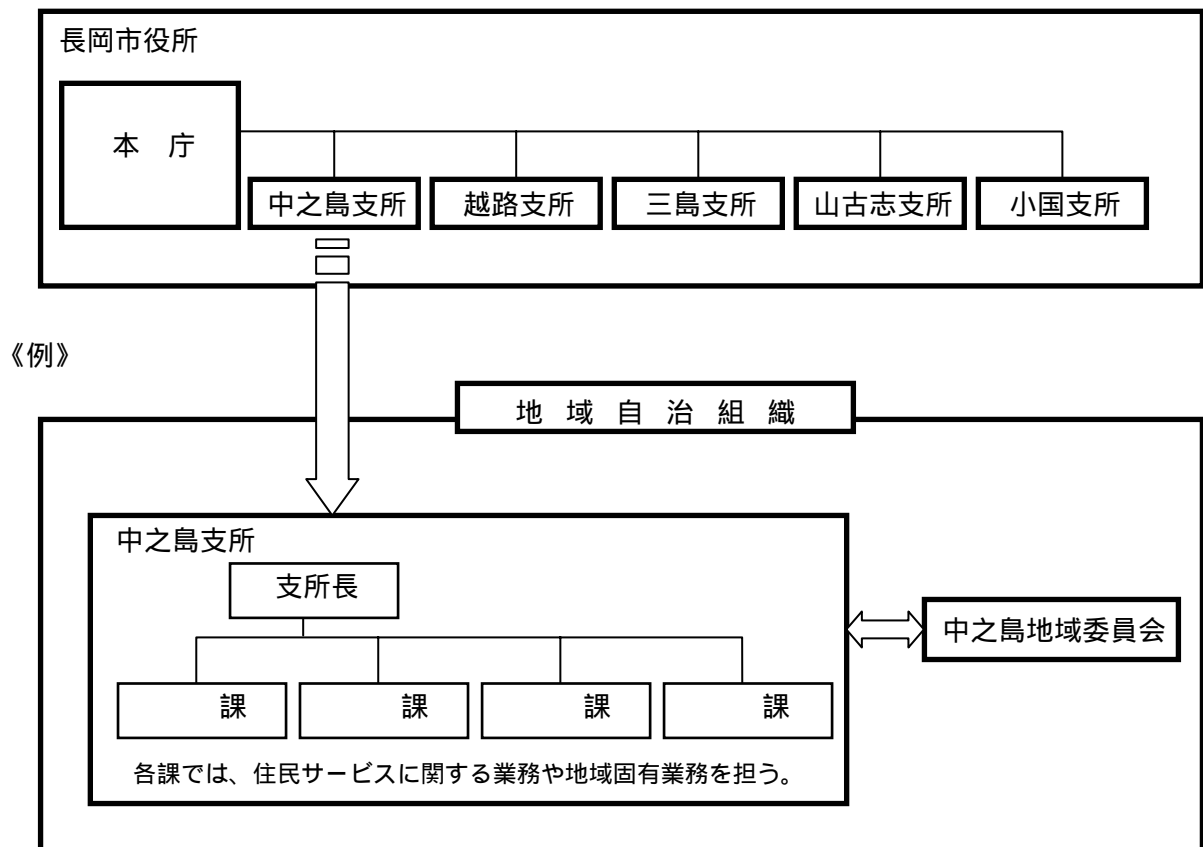 長岡市役所
本 庁
中之島支所 越路支所 三島支所 山古志支所 小国支所
《例》
地 域 自 治 組 織
中之島支所
支所長
中之島地域委員会
課 課 課 課
各課では、住民サービスに関する業務や地域固有業務を担う。